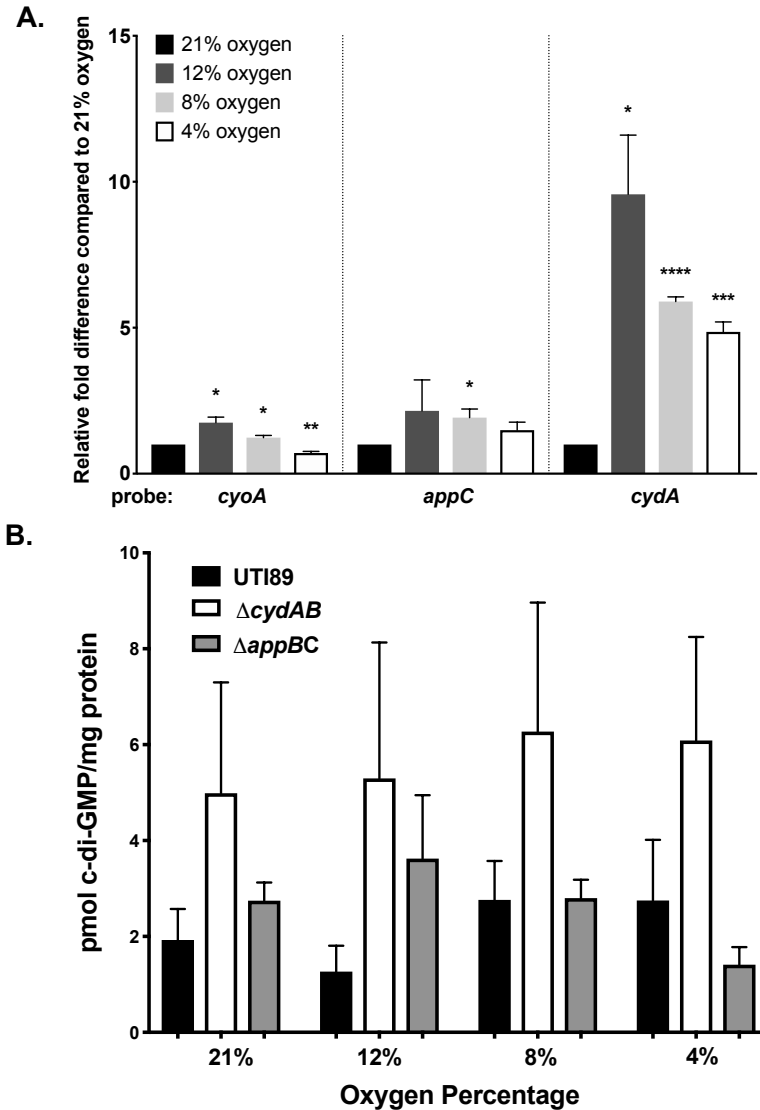 A.
Relative fold difference compared to 21% oxygen
15
10
5
0
21% oxygen
12% oxygen
8% oxygen
4% oxygen
*
*
**
*
*
****
***
probe: cyoA appC cydA
B.
pmol c-di-GMP/mg protein
10
8
6
4
2
0
UTI89
ΔcydAB
ΔappBC
21% 12% 8% 4%
Oxygen Percentage